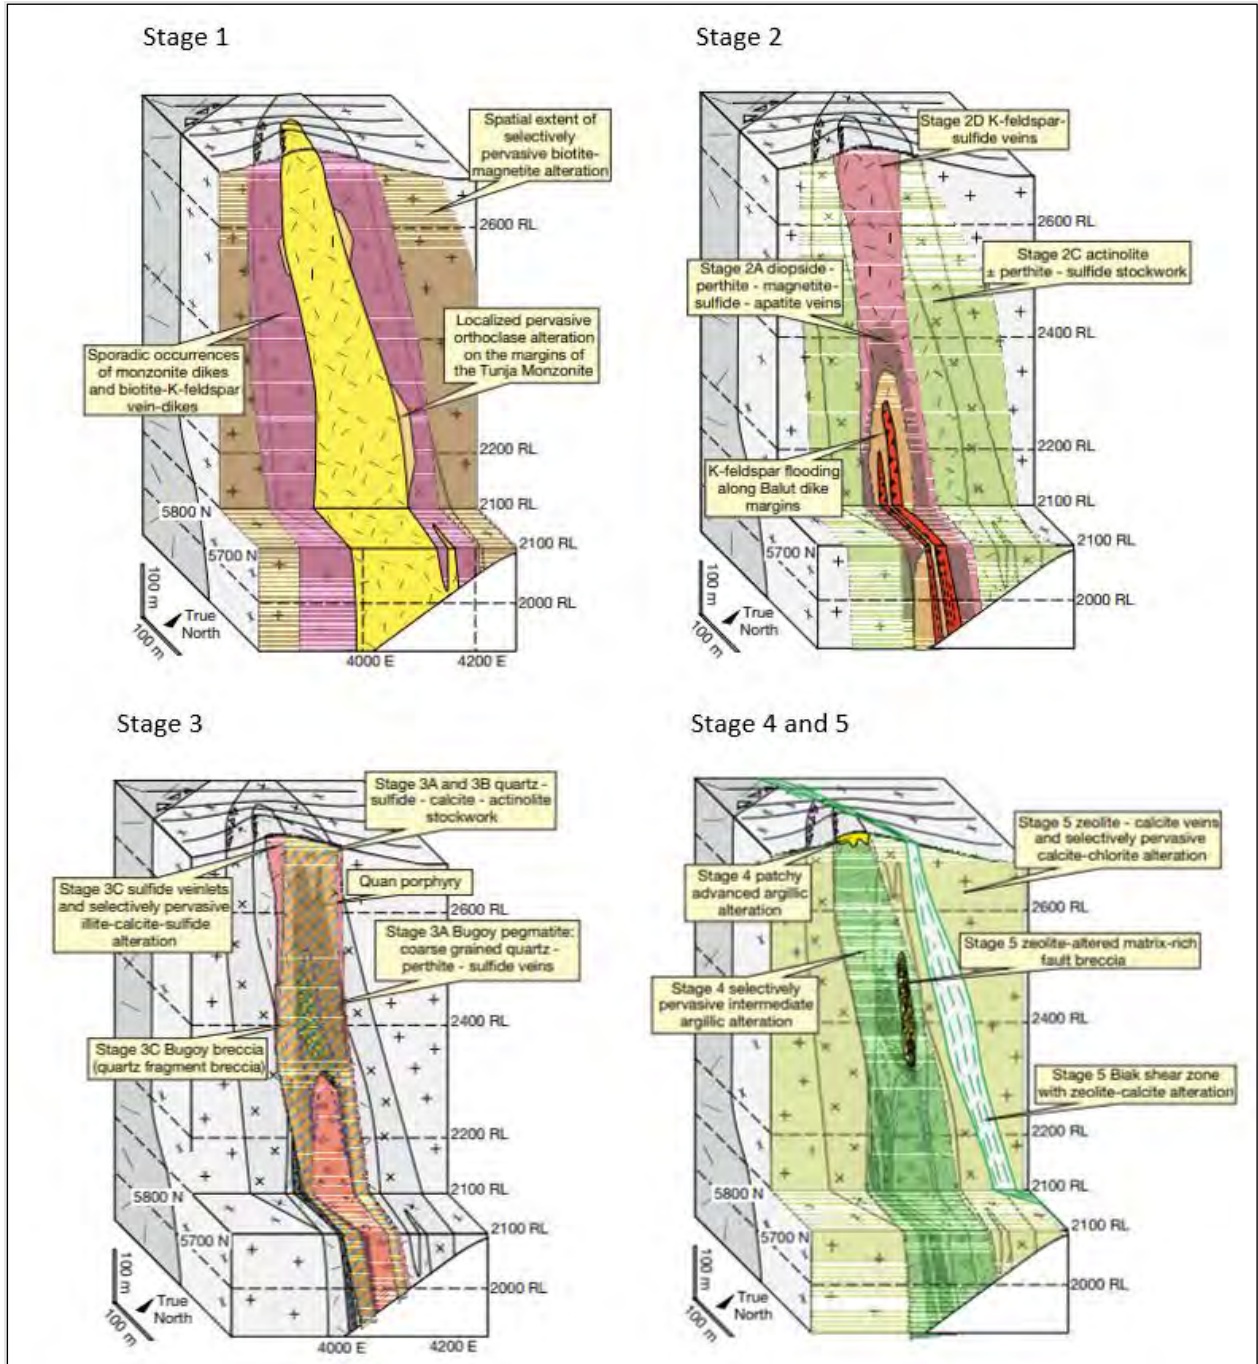 Stage 1
Spatial extent of
selectively
pervasive biotite-
magnetite alteration
2600 RL
Localized pervasive
orthoclase alteration
on the margins of
the Tunja Monzonite
Sporadic occurrences
of monzonite dikes
and biotite-K-feldspar
vein-dikes
2200 RL
2100 RL
5800 N
2100 RL
5700 N
2000 RL
100 m
True
North
100 m
4000 E
4200 E
Stage 2
Stage 2D K-feldspar-
sulfide veins
2600 RL
Stage 2C actinolite
± perthite - sulfide stockwork
Stage 2A diopside -
perthite - magnetite-
sulfide - apatite veins
2400 RL
2200 RL
K-feldspar flooding
along Balut dike
margins
2100 RL
5800 N
2100 RL
5700 N
2000 RL
100 m
True
North
100 m
Stage 3
Stage 3A and 3B quartz -
sulfide - calcite - actinolite
stockwork
Quan porphyry
Stage 3C sulfide veinlets
and selectively pervasive
illite-calcite-sulfide
alteration
2600 RL
Stage 3A Bugoy pegmatite:
coarse grained quartz -
perthite - sulfide veins
2400 RL
Stage 3C Bugoy breccia
(quartz fragment breccia)
2200 RL
2100 RL
5800 N
2100 RL
5700 N
2000 RL
100 m
True
North
100 m
4000 E
4200 E
Stage 4 and 5
Stage 5 zeolite - calcite veins
and selectively pervasive
calcite-chlorite alteration
Stage 4 patchy
advanced argillic
alteration
2600 RL
Stage 5 zeolite-altered matrix-rich
fault breccia
Stage 4 selectively
pervasive intermediate
argillic alteration
2400 RL
Stage 5 Biak shear zone
with zeolite-calcite alteration
2200 RL
2100 RL
5800 N
2100 RL
5700 N
2000 RL
100 m
True
North
100 m